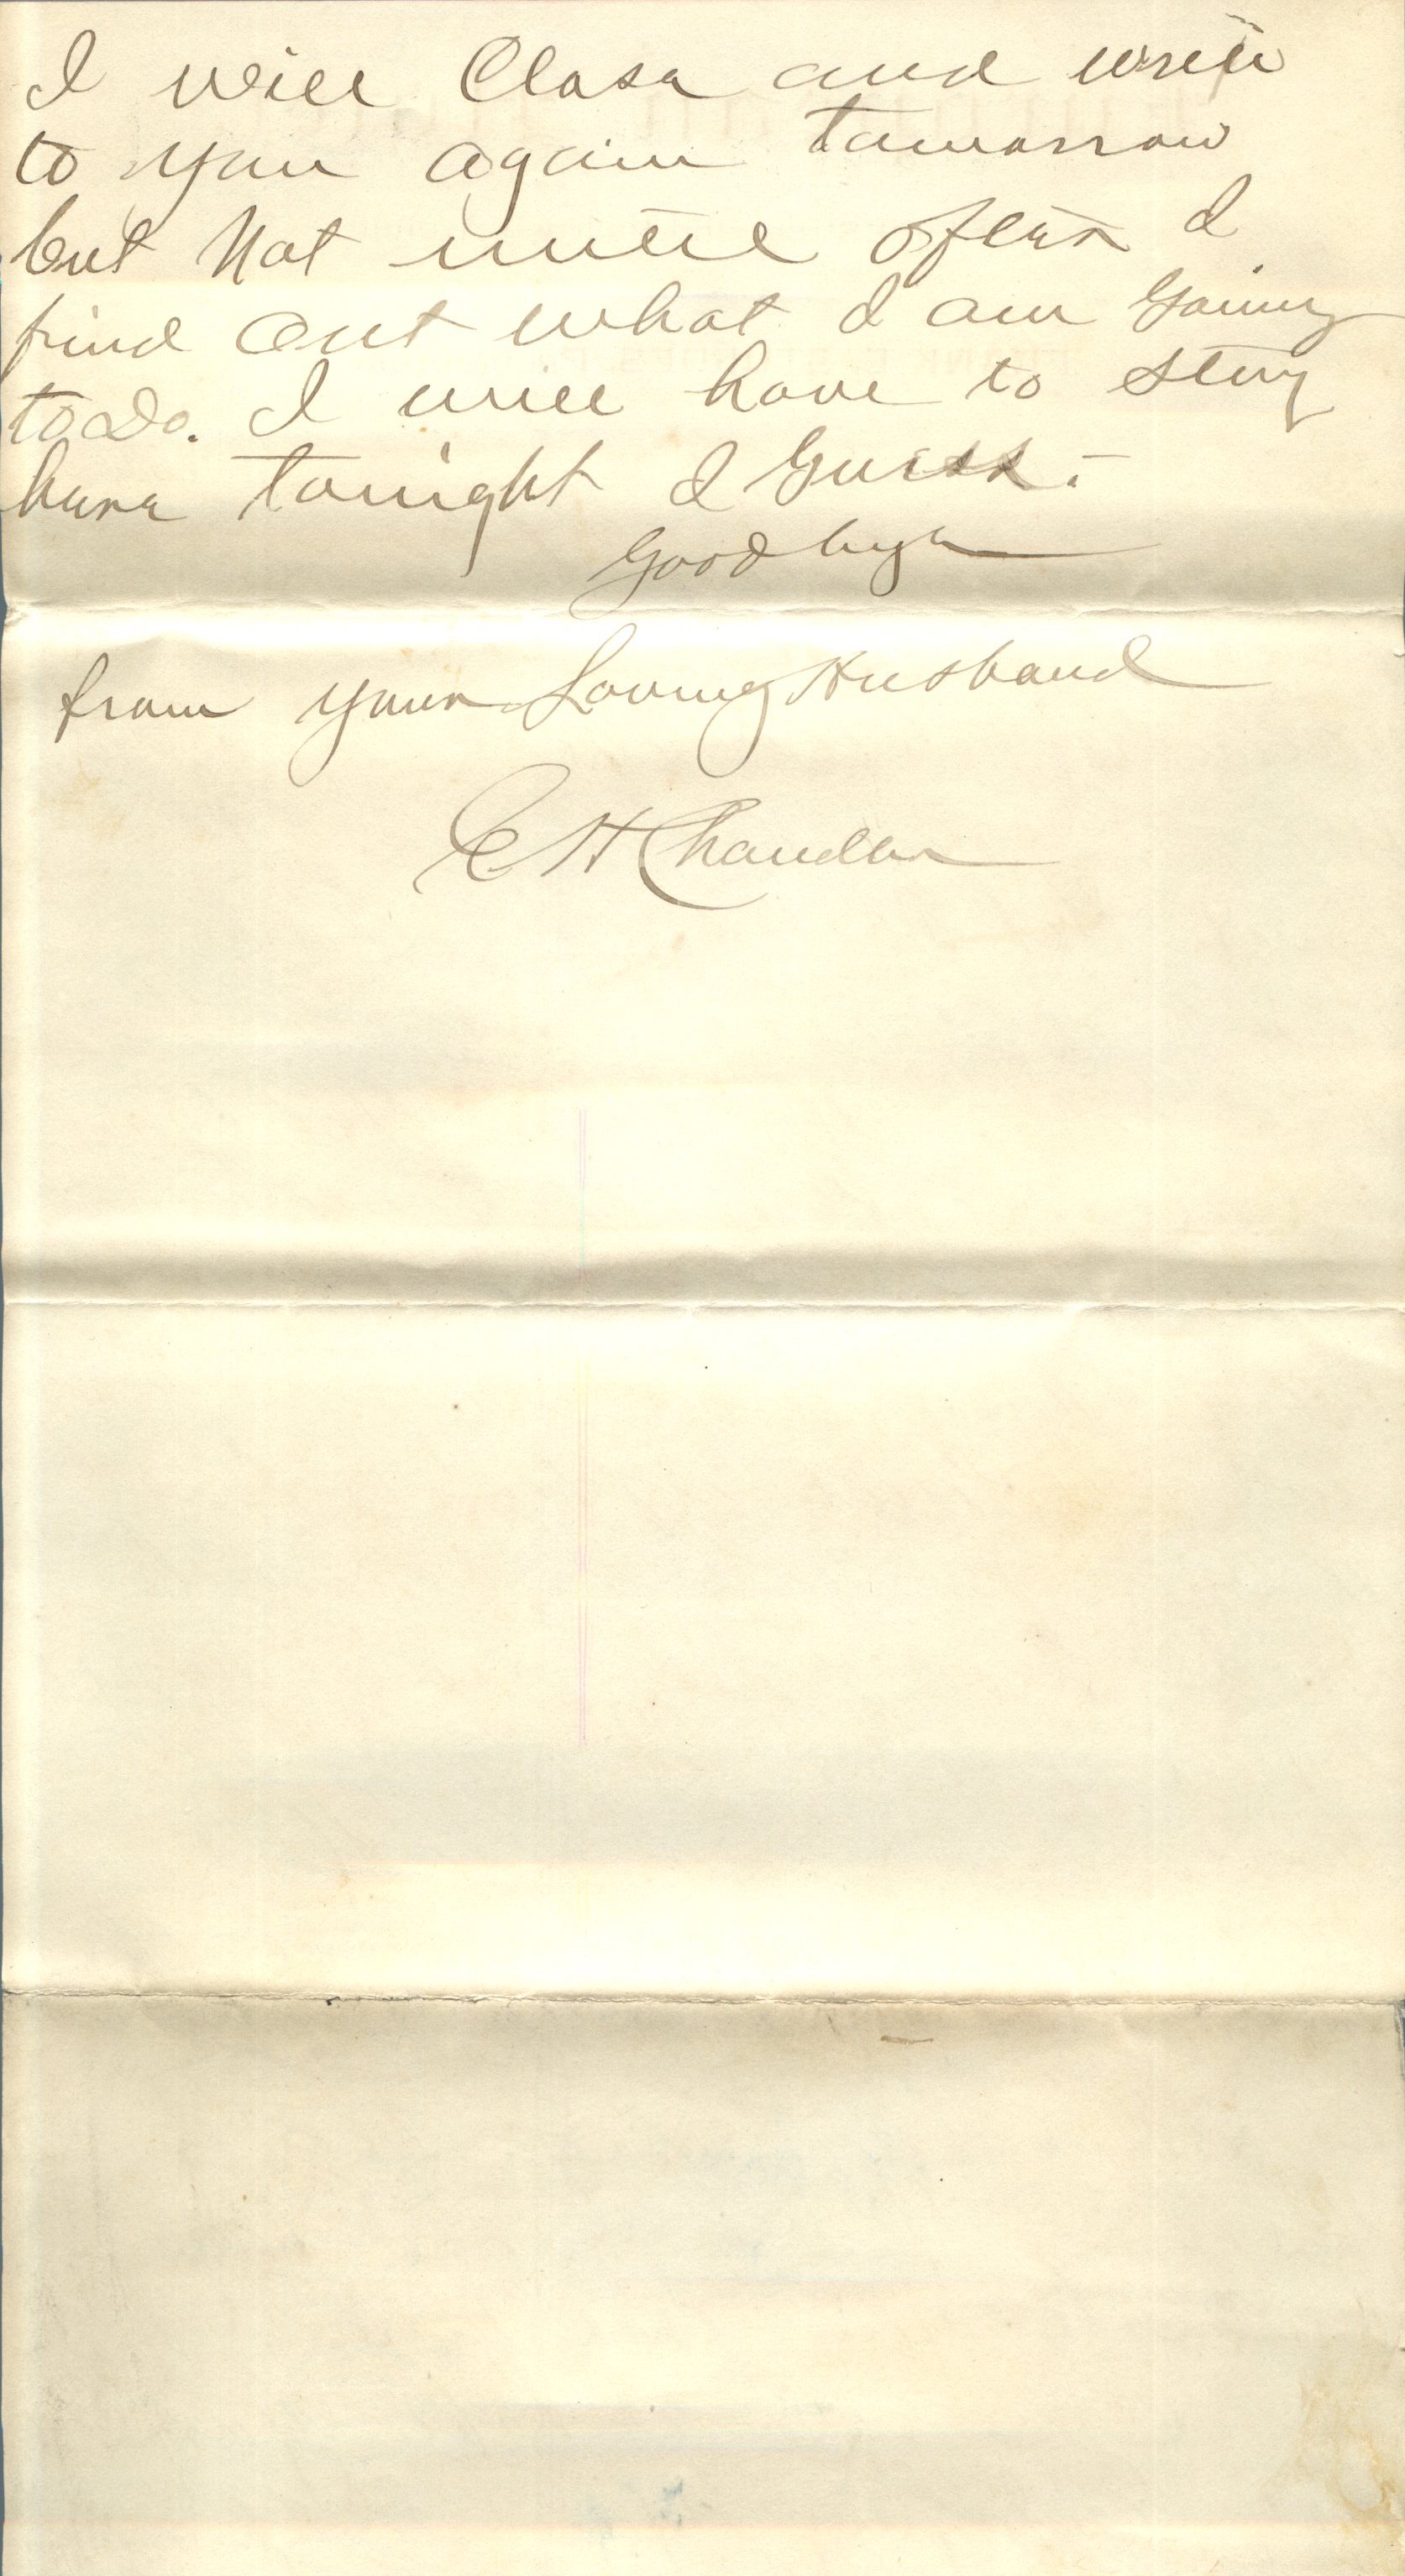 I will Close and write
to you again tomorrow
but Not untill after I
find out what I am Going
to Do. I will have to stay
here tonight I Guess.-
Good bye
from your Loving Husband
C H Chandler